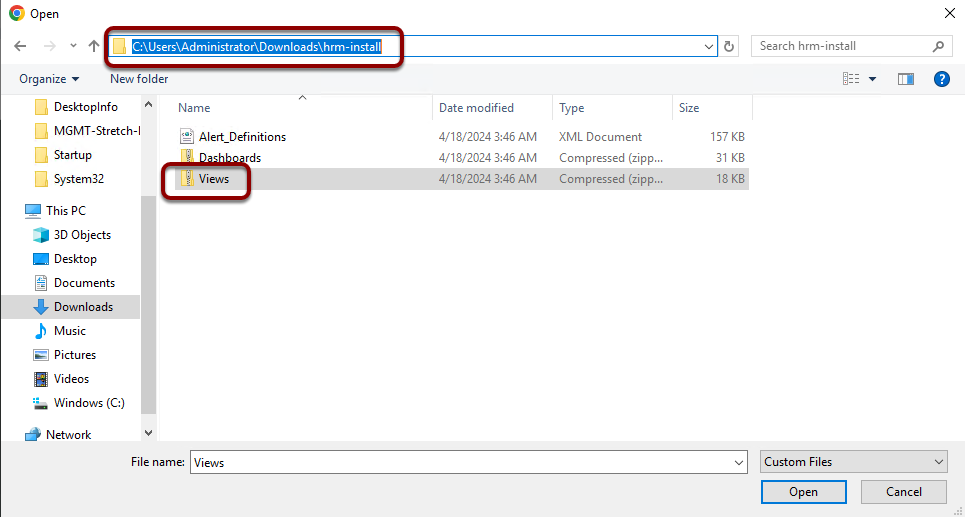 Open
C:\Users\Administrator\Downloads\hrm-install
Search hrm-install
Organize New folder
Name Date modified Type Size
DesktopInfo
MGMT-Stretch-
Startup
System32
This PC
3D Objects
Desktop
Documents
Downloads
Music
Pictures
Videos
Windows (C:)
Network
Alert_Definitions 4/18/2024 3:46 AM XML Document 157 KB
Dashboards 4/18/2024 3:46 AM Compressed (zipp... 31 KB
Views 4/18/2024 3:46 AM Compressed (zipp... 18 KB
File name: Views Custom Files
Open Cancel